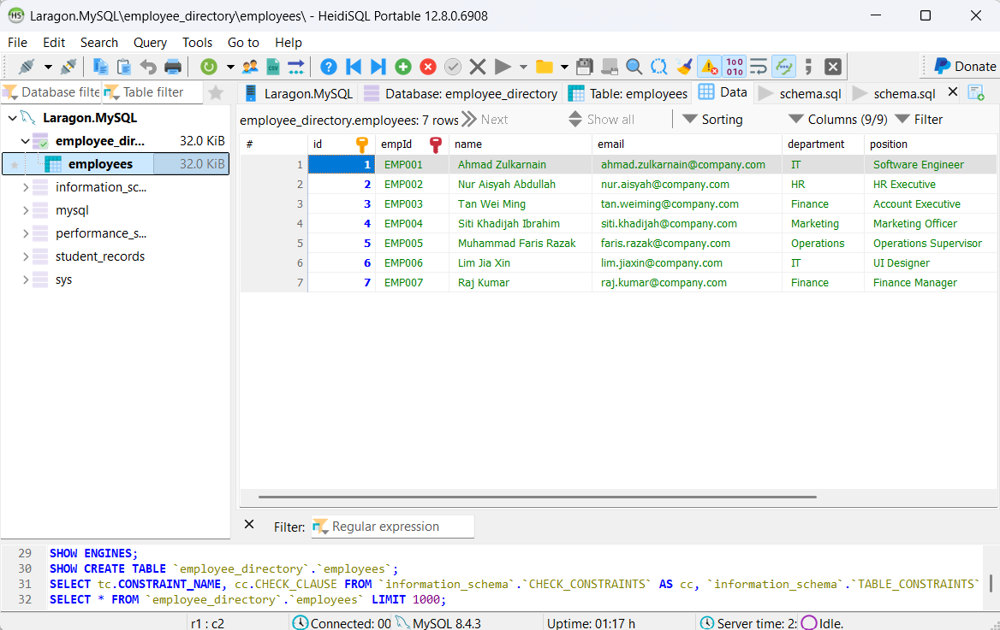 Laragon.MySQL\employee_directory\employees\ - HeidiSQL Portable 12.8.0.6908
File Edit Search Query Tools Go to Help
Donate
Database filte Table filter
Laragon.MySQL Database: employee_directory Table: employees Data schema.sql schema.sql
Laragon.MySQL
employee_dir... 32.0 KiB
employees 32.0 KiB
information_sc...
mysql
performance_s...
student_records
sys
employee_directory.employees: 7 rows Next Show all Sorting Columns (9/9) Filter
# id empId name email department position
1 1 EMP001 Ahmad Zulkarnain ahmad.zulkarnain@company.com IT Software Engineer
2 2 EMP002 Nur Aisyah Abdullah nur.aisyah@company.com HR HR Executive
3 3 EMP003 Tan Wei Ming tan.weiming@company.com Finance Account Executive
4 4 EMP004 Siti Khadijah Ibrahim siti.khadijah@company.com Marketing Marketing Officer
5 5 EMP005 Muhammad Faris Razak faris.razak@company.com Operations Operations Supervisor
6 6 EMP006 Lim Jia Xin lim.jiaxin@company.com IT UI Designer
7 7 EMP007 Raj Kumar raj.kumar@company.com Finance Finance Manager
Filter: Regular expression
29 SHOW ENGINES;
30 SHOW CREATE TABLE `employee_directory`.`employees`;
31 SELECT tc.CONSTRAINT_NAME, cc.CHECK_CLAUSE FROM `information_schema`.`CHECK_CONSTRAINTS` AS cc, `information_schema`.`TABLE_CONSTRAINTS`
32 SELECT * FROM `employee_directory`.`employees` LIMIT 1000;
r1 : c2 Connected: 00 MySQL 8.4.3 Uptime: 01:17 h Server time: 2: Idle.